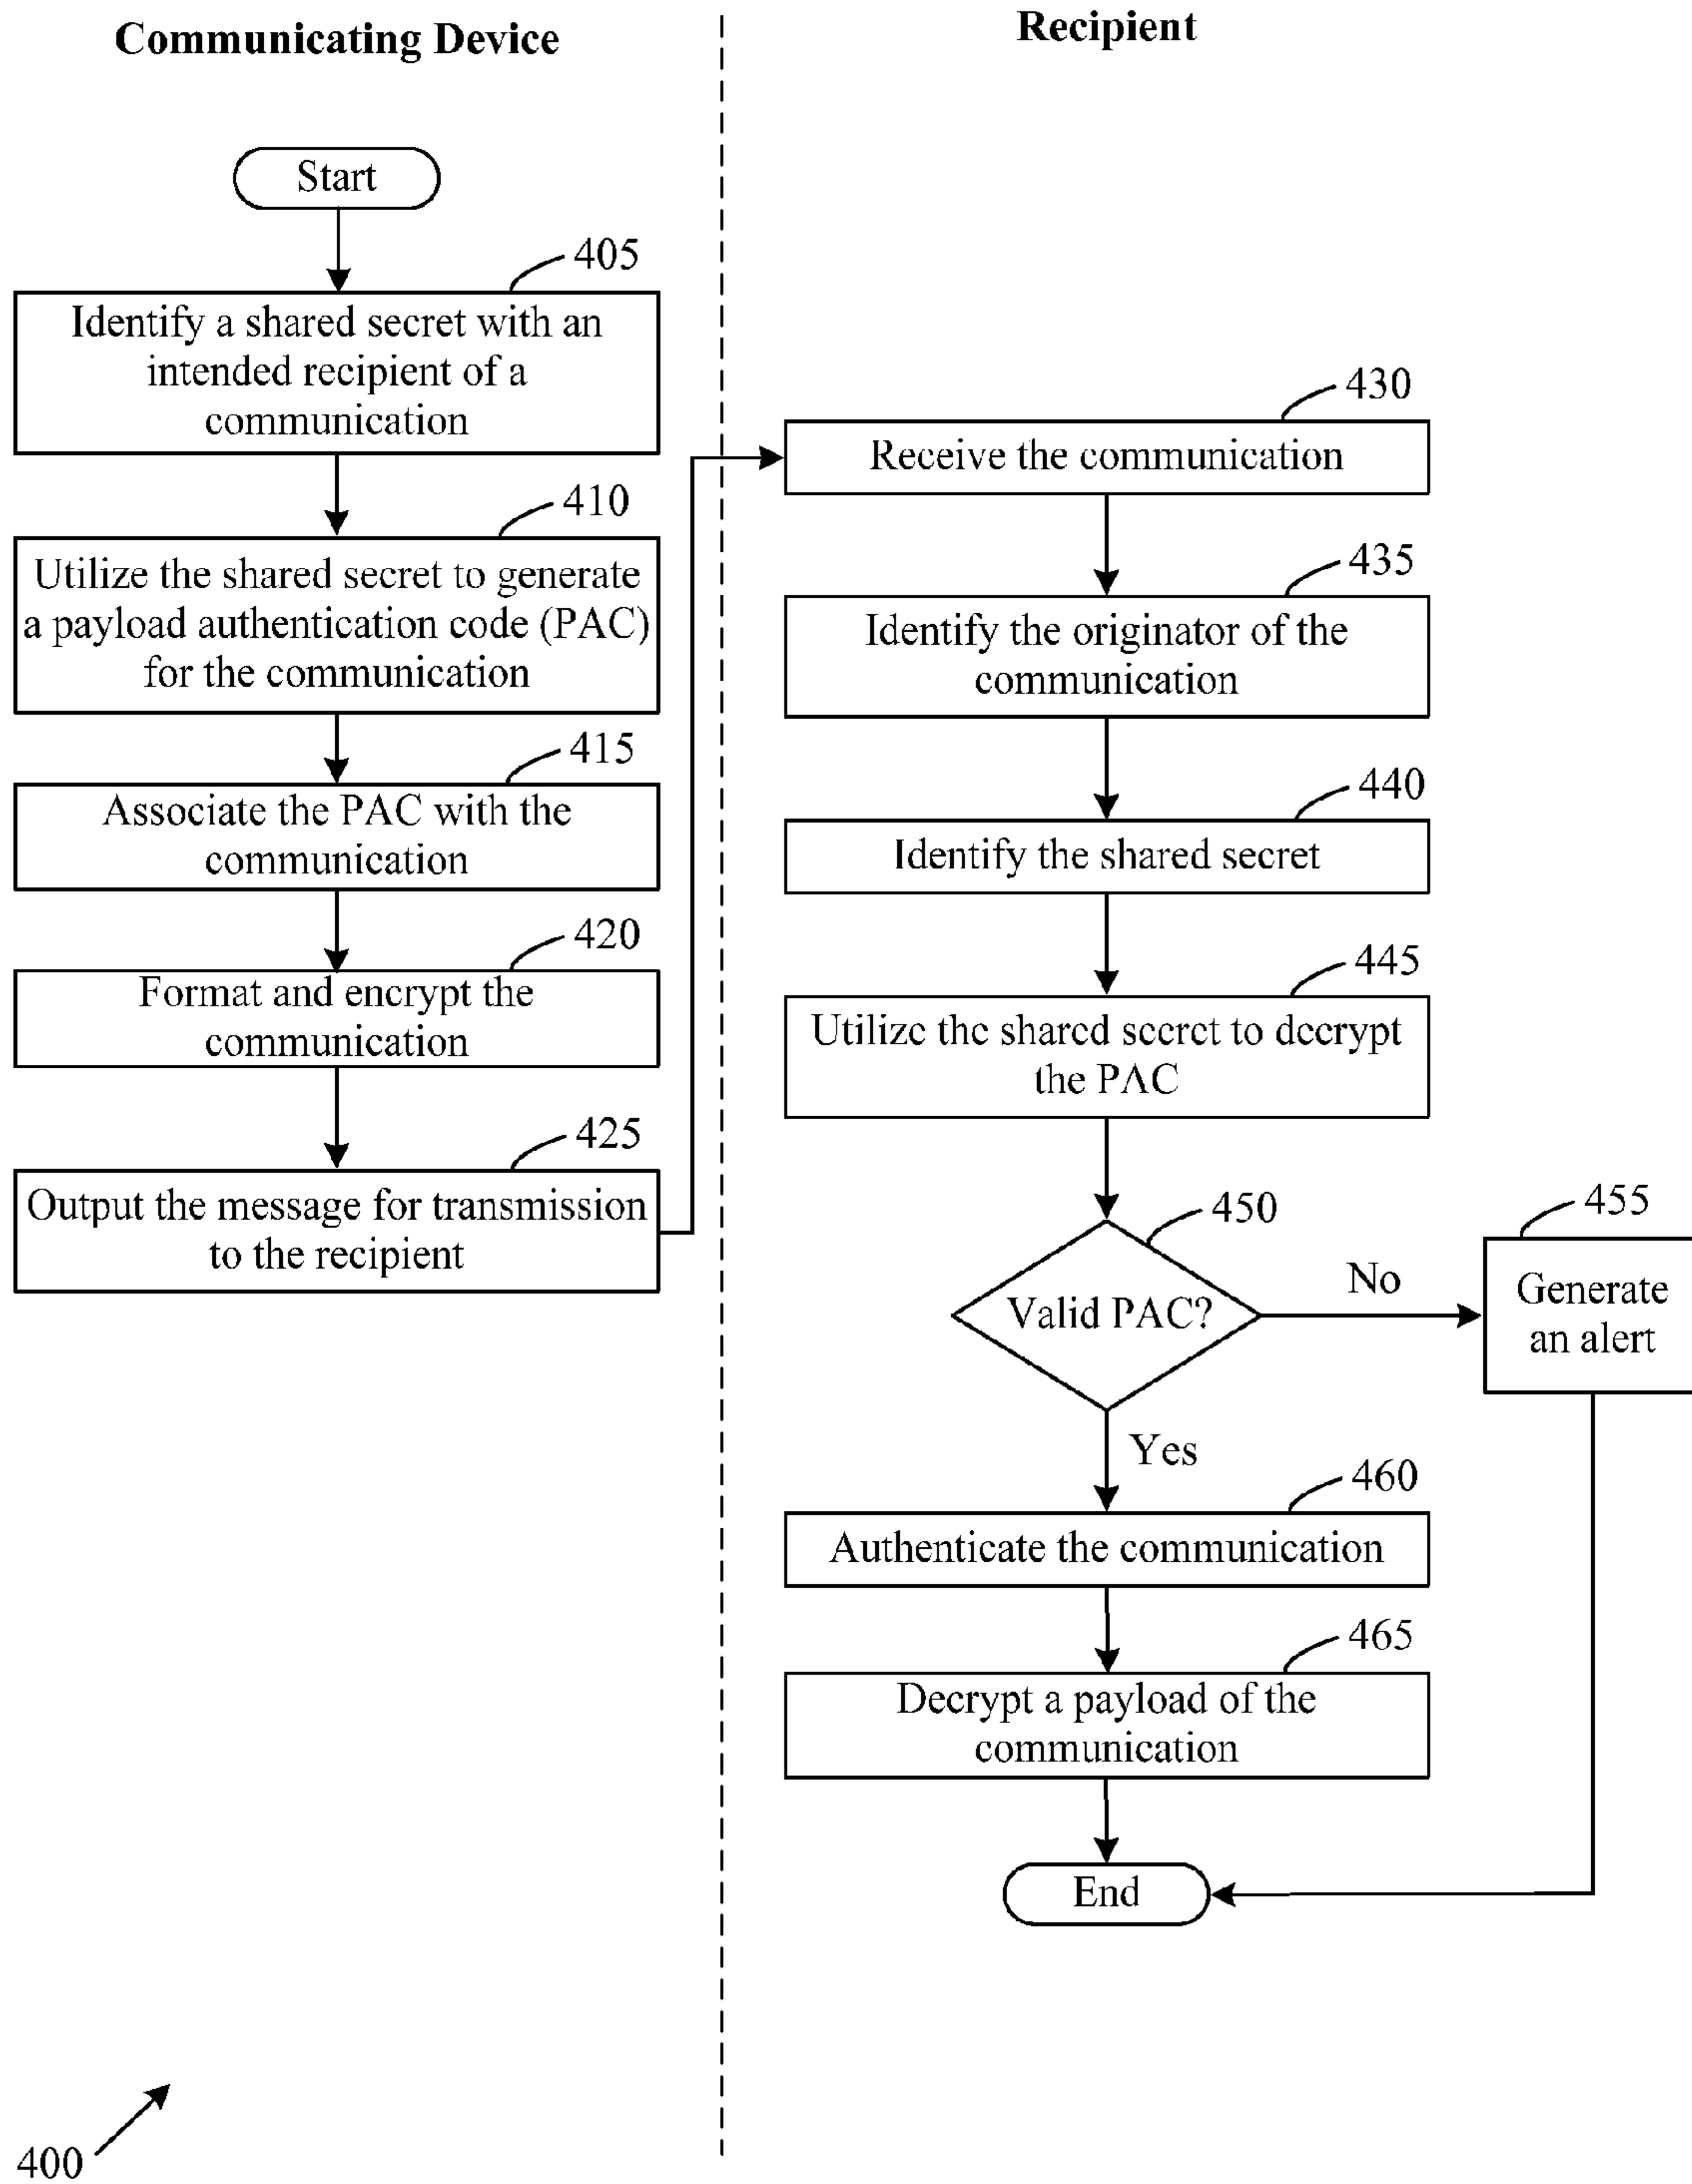 Communicating Device
Start
405
Identify a shared secret with an
intended recipient of a
communication
410
Utilize the shared secret to generate
a payload authentication code (PAC)
for the communication
415
Associate the PAC with the
communication
420
Format and encrypt the
communication
425
Output the message for transmission
to the recipient
Recipient
430
Receive the communication
435
Identify the originator of the
communication
440
Identify the shared secret
445
Utilize the shared secret to decrypt
the PAC
450
Valid PAC?
No
455
Generate
an alert
Yes
460
Authenticate the communication
465
Decrypt a payload of the
communication
End
400